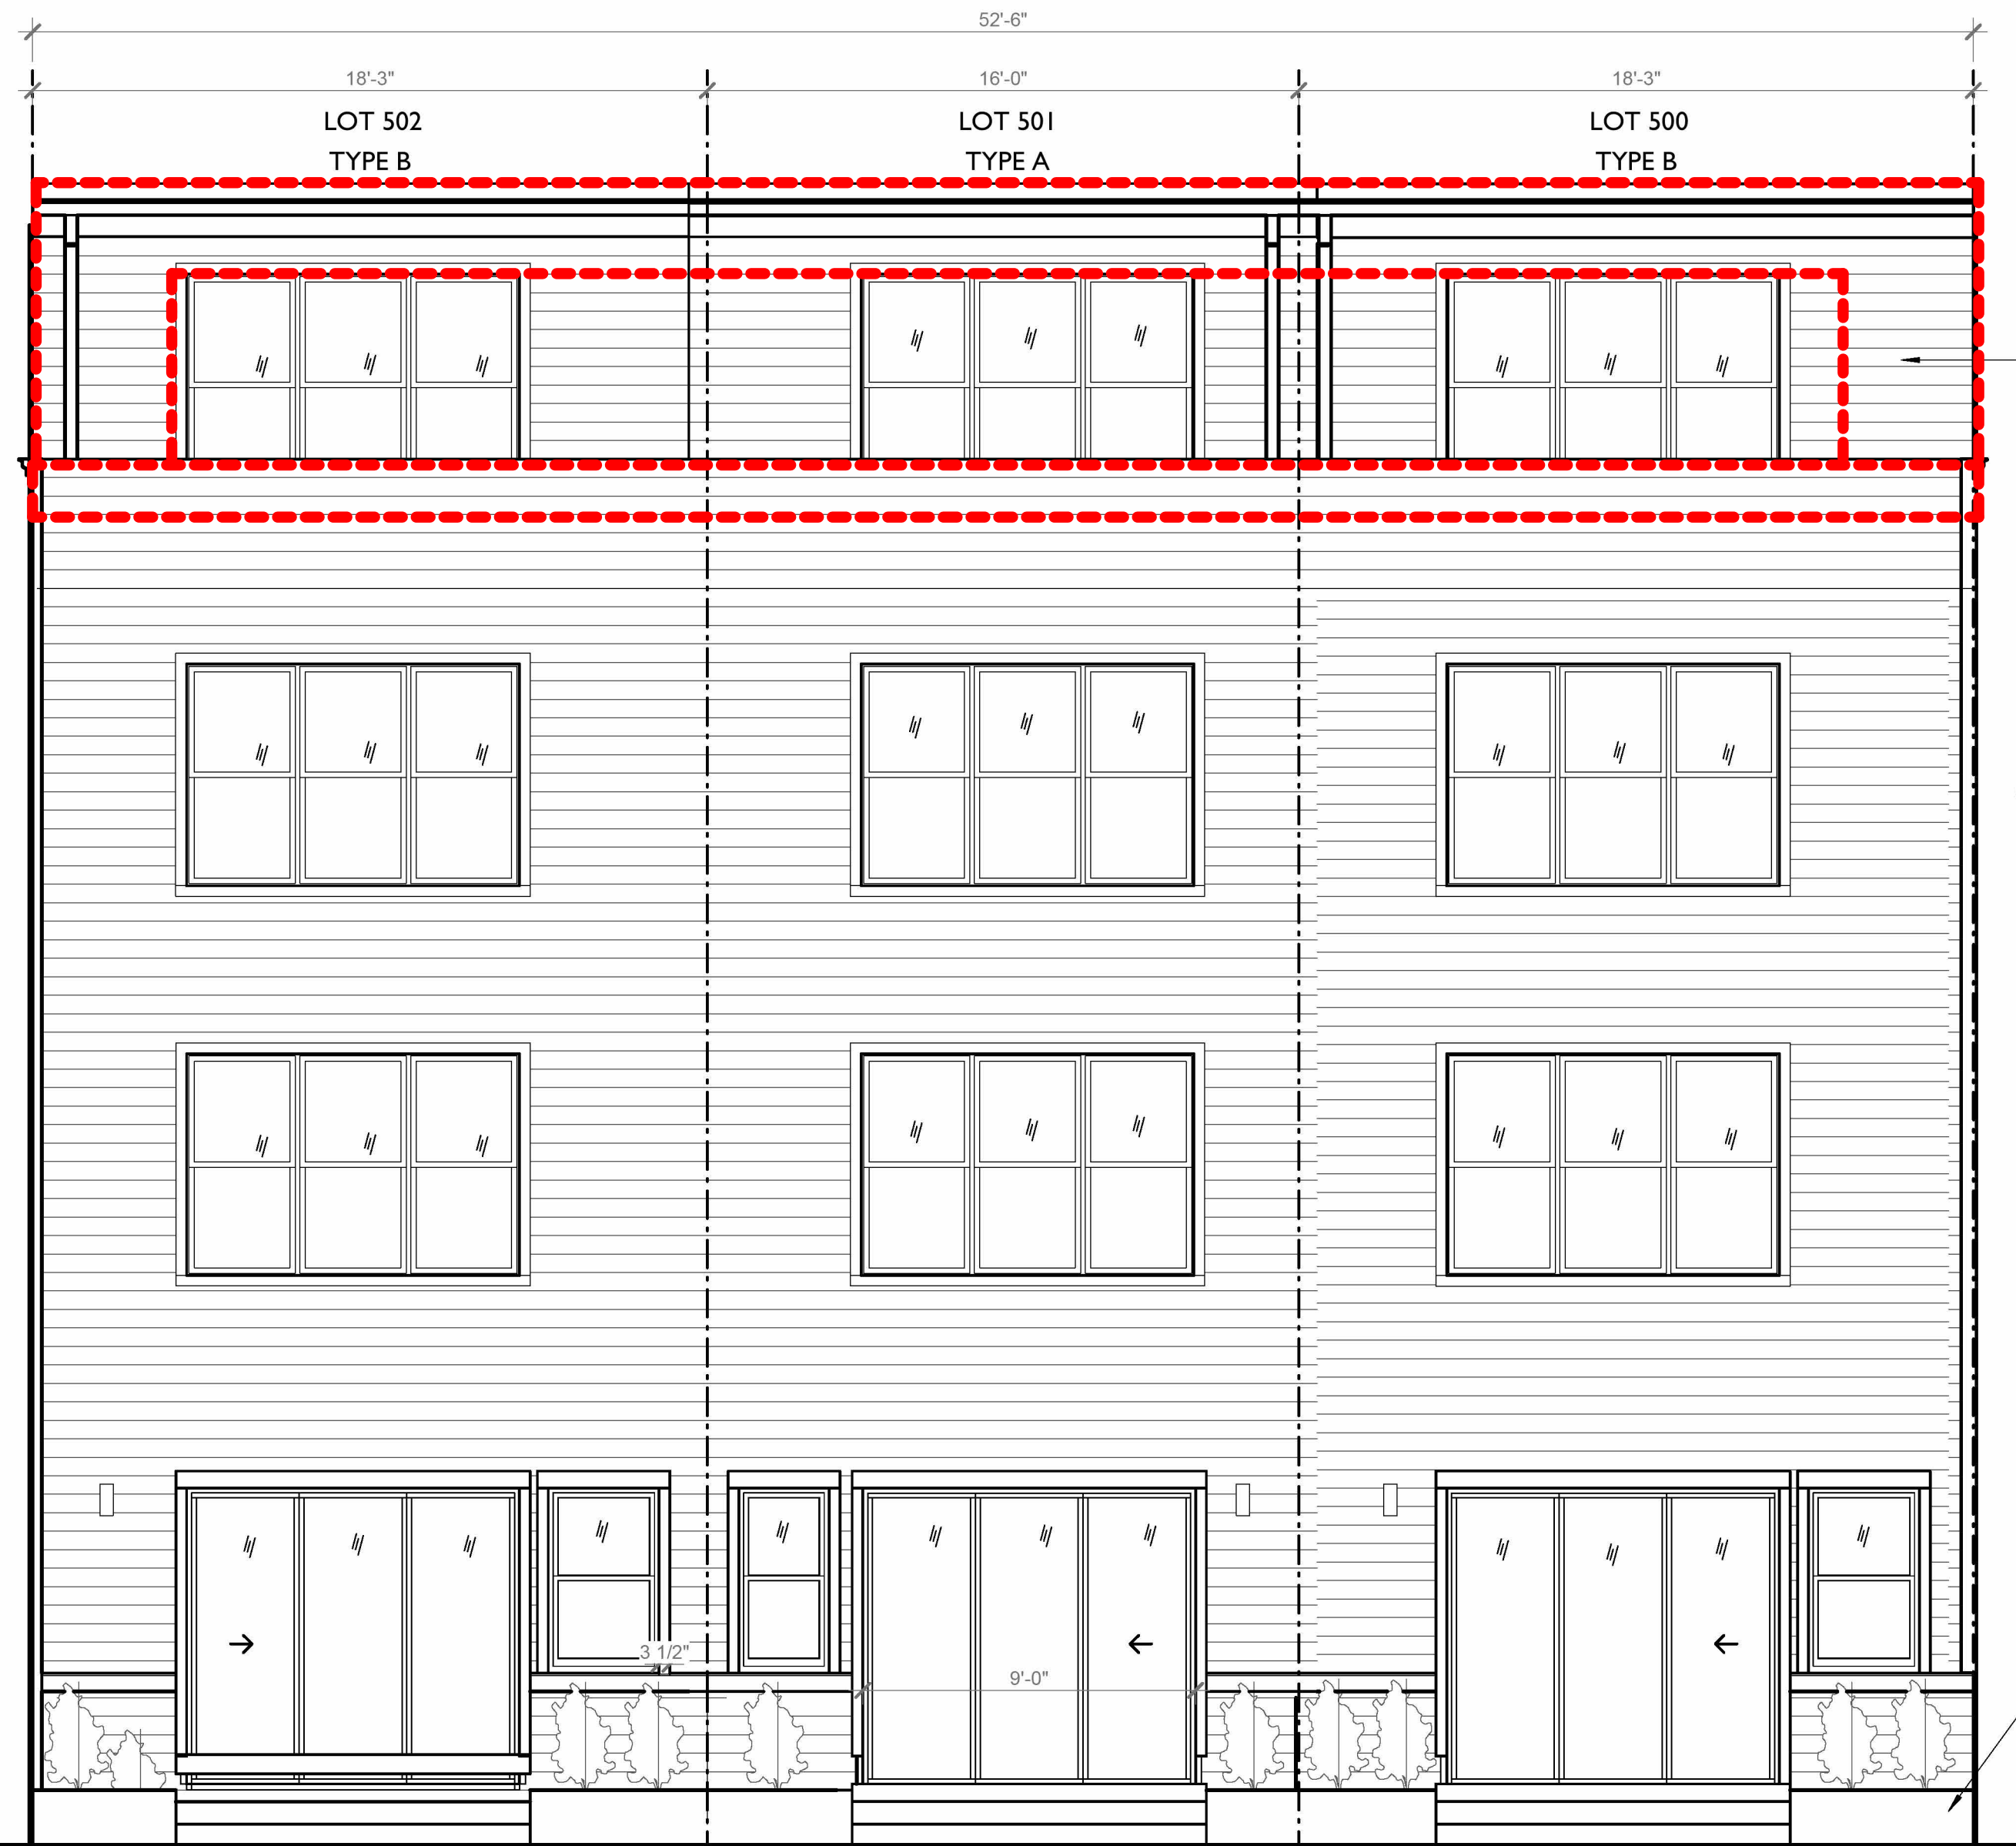 52'-6"
18'-3" 16'-0" 18'-3"
LOT 502 LOT 501 LOT 500
TYPE B TYPE A TYPE B
3 1/2"
9'-0"